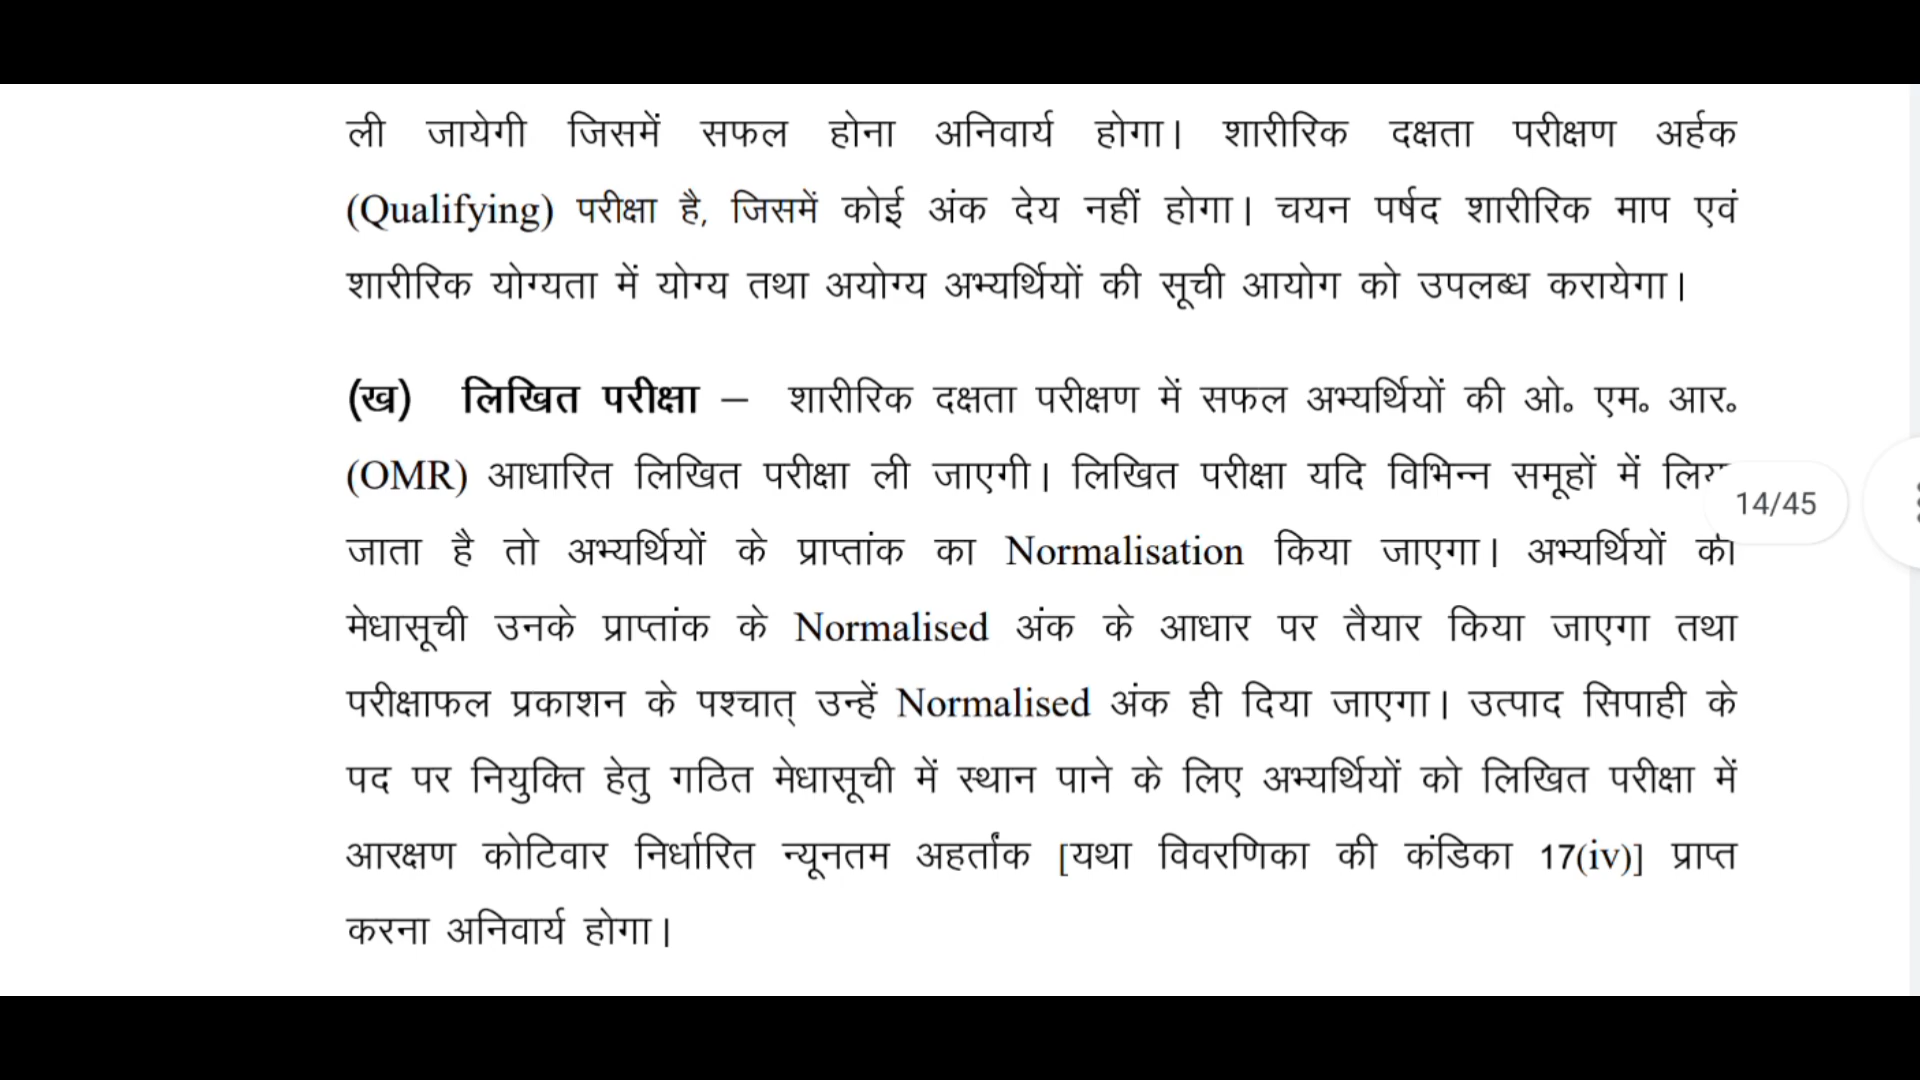 ली जायेगी जिसमें सफल होना अनिवार्य होगा। शारीरिक दक्षता परीक्षण अर्हक
(Qualifying) परीक्षा है, जिसमें कोई अंक देय नहीं होगा। चयन पर्षद शारीरिक माप एवं
शारीरिक योग्यता में योग्य तथा अयोग्य अभ्यर्थियों की सूची आयोग को उपलब्ध करायेगा।
(ख) लिखित परीक्षा – शारीरिक दक्षता परीक्षण में सफल अभ्यर्थियों की ओ॰ एम॰ आर॰
(OMR) आधारित लिखित परीक्षा ली जाएगी। लिखित परीक्षा यदि विभिन्न समूहों में
14/45
जाता है तो अभ्यर्थियों के प्राप्तांक का Normalisation किया जाएगा। अभ्यर्थियों की
मेधासूची उनके प्राप्तांक के Normalised अंक के आधार पर तैयार किया जाएगा तथा
परीक्षाफल प्रकाशन के पश्चात् उन्हें Normalised अंक ही दिया जाएगा। उत्पाद सिपाही के
पद पर नियुक्ति हेतु गठित मेधासूची में स्थान पाने के लिए अभ्यर्थियों को लिखित परीक्षा में
आरक्षण कोटिवार निर्धारित न्यूनतम अहर्तांक [यथा विवरणिका की कंडिका 17(iv)] प्राप्त
करना अनिवार्य होगा।